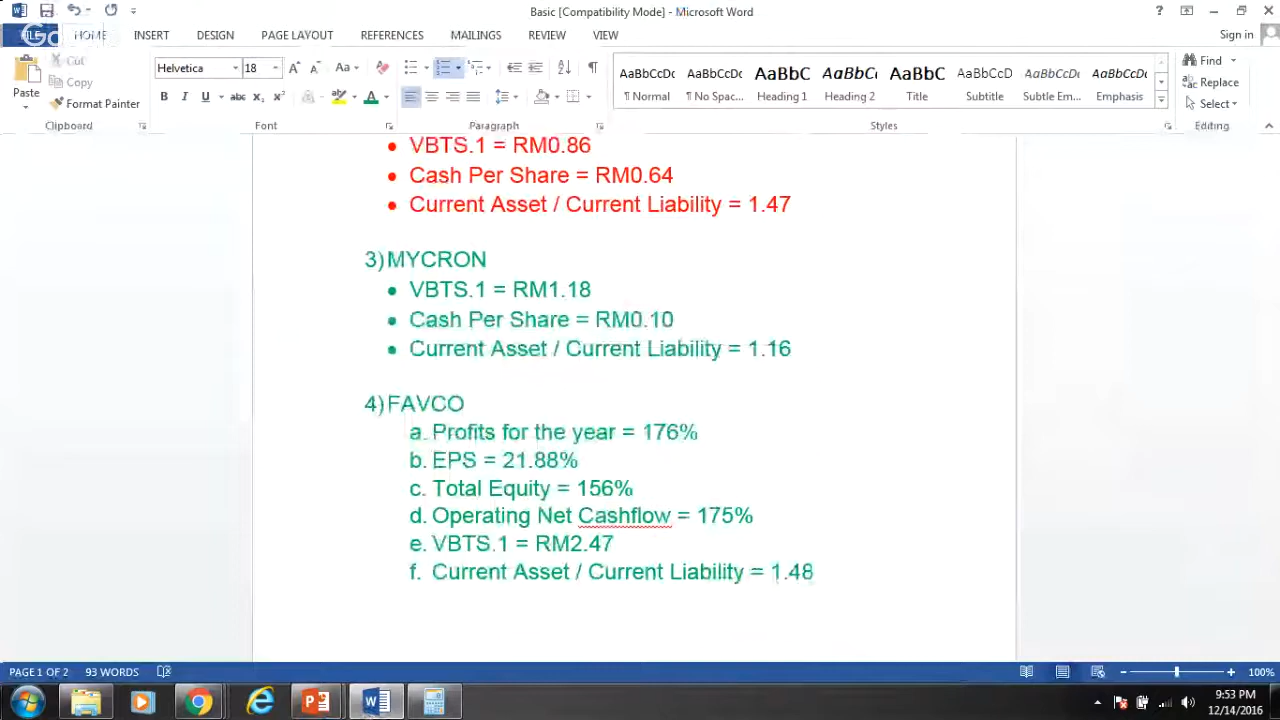 Basic [Compatibility Mode] - Microsoft Word
HOME INSERT DESIGN PAGE LAYOUT REFERENCES MAILINGS REVIEW VIEW Sign in
Paste
Cut
Copy
Format Painter
Helvetica 18
AaBbCcDc AaBbCcDc AaBbC AaBbCc AaBbC AaBbCcD AaBbCcDc AaBbCcDc
¶ Normal ¶ No Spac... Heading 1 Heading 2 Title Subtitle Subtle Em... Emphasis
Find
Replace
Select
Clipboard Font Paragraph Styles Editing
• VBTS.1 = RM0.86
• Cash Per Share = RM0.64
• Current Asset / Current Liability = 1.47
3) MYCRON
• VBTS.1 = RM1.18
• Cash Per Share = RM0.10
• Current Asset / Current Liability = 1.16
4) FAVCO
a. Profits for the year = 176%
b. EPS = 21.88%
c. Total Equity = 156%
d. Operating Net Cashflow = 175%
e. VBTS.1 = RM2.47
f. Current Asset / Current Liability = 1.48
PAGE 1 OF 2 93 WORDS 100%
9:53 PM
12/14/2016